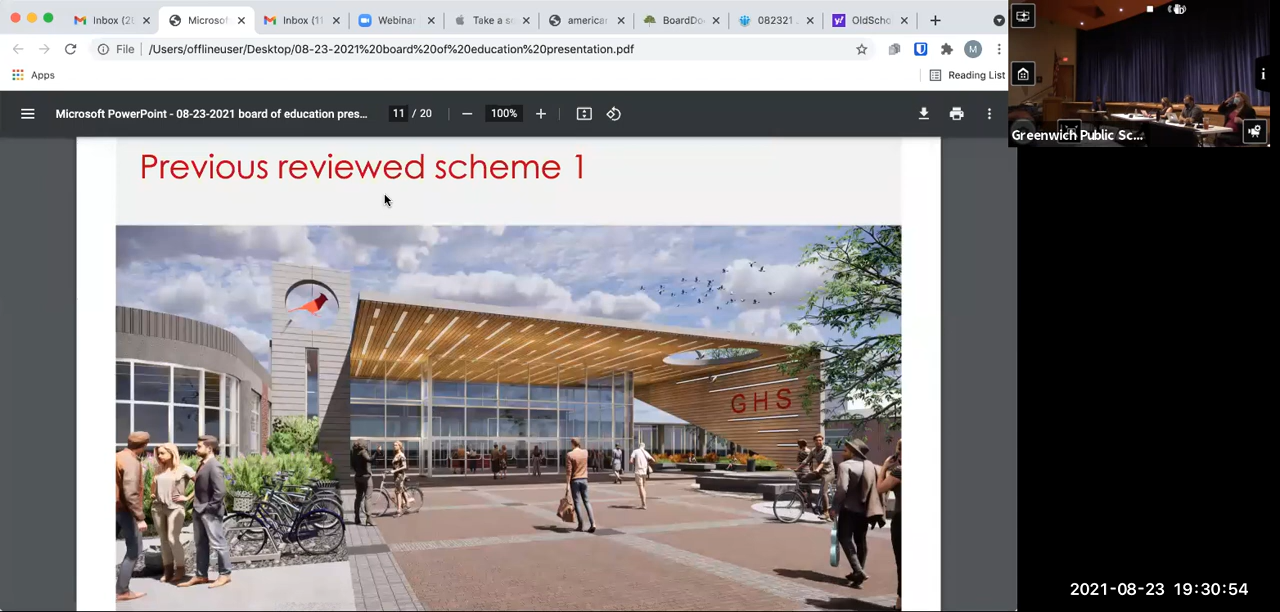 Inbox (2
Microsof
Inbox (1
Webinar
Take a se
american
BoardDo
082321
OldScho
File
/Users/offlineuser/Desktop/08-23-2021%20board%20of%20education%20presentation.pdf
M
Apps
Reading List
Microsoft PowerPoint - 08-23-2021 board of education pres...
11 / 20
100%
Greenwich Public Sc...
Previous reviewed scheme 1
GHS
2021-08-23 19:30:54